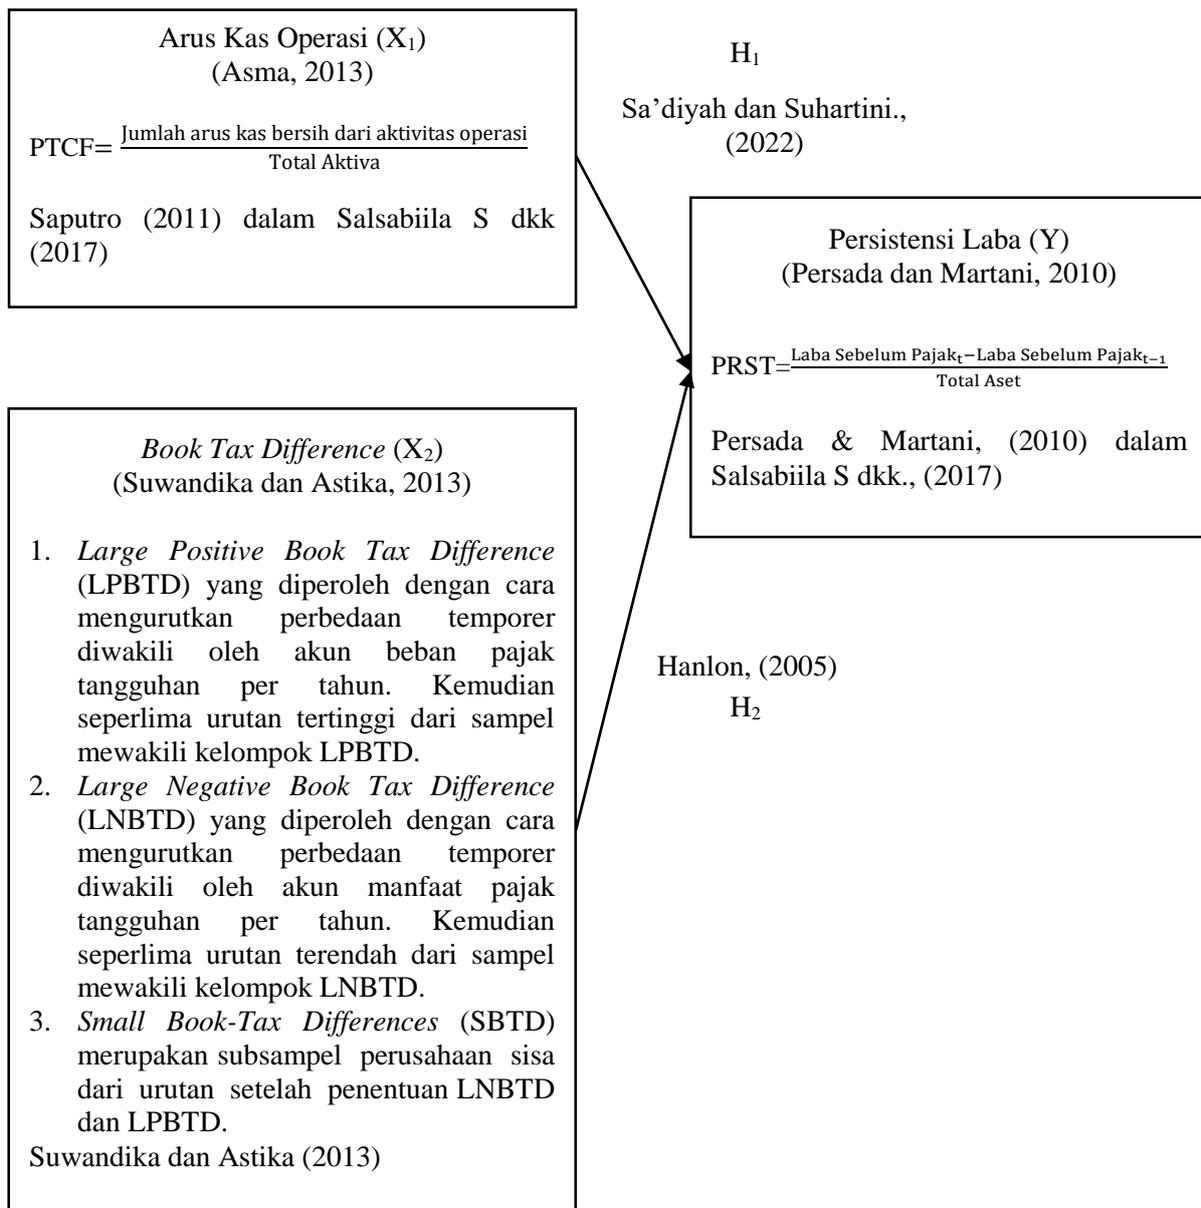 Arus Kas Operasi (X₁)
(Asma, 2013)
PTCF= Jumlah arus kas bersih dari aktivitas operasi
Total Aktiva
Saputro (2011) dalam Salsabiila S dkk
(2017)
H₁
Sa’diyah dan Suhartini.,
(2022)
Persistensi Laba (Y)
(Persada dan Martani, 2010)
PRST= Laba Sebelum Pajakₜ−Laba Sebelum Pajakₜ₋₁
Total Aset
Persada & Martani, (2010) dalam
Salsabiila S dkk., (2017)
Book Tax Difference (X₂)
(Suwandika dan Astika, 2013)
1. Large Positive Book Tax Difference
(LPBTD) yang diperoleh dengan cara
mengurutkan perbedaan temporer
diwakili oleh akun beban pajak
tangguhan per tahun. Kemudian
seperlima urutan tertinggi dari sampel
mewakili kelompok LPBTD.
2. Large Negative Book Tax Difference
(LNBTD) yang diperoleh dengan cara
mengurutkan perbedaan temporer
diwakili oleh akun manfaat pajak
tangguhan per tahun. Kemudian
seperlima urutan terendah dari sampel
mewakili kelompok LNBTD.
3. Small Book-Tax Differences (SBTD)
merupakan subsampel perusahaan sisa
dari urutan setelah penentuan LNBTD
dan LPBTD.
Suwandika dan Astika (2013)
Hanlon, (2005)
H₂